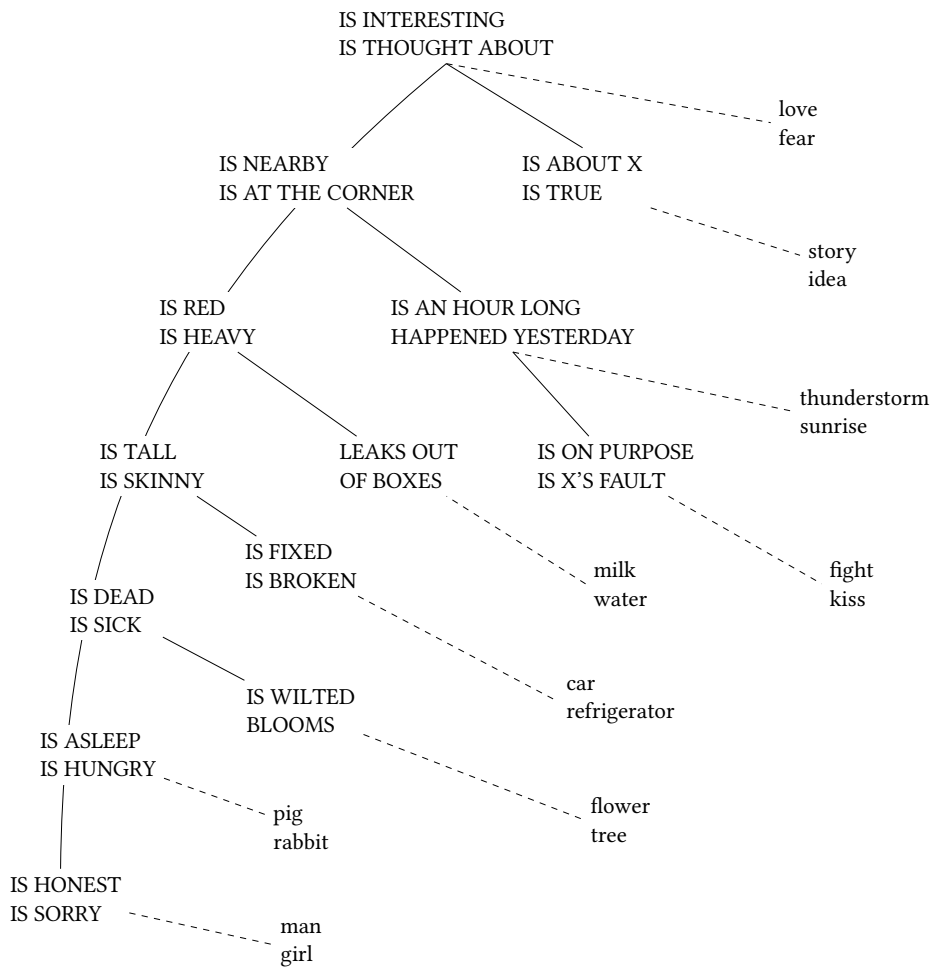 IS INTERESTING
IS THOUGHT ABOUT
love
fear
IS NEARBY
IS AT THE CORNER
IS ABOUT X
IS TRUE
story
idea
IS RED
IS HEAVY
IS AN HOUR LONG
HAPPENED YESTERDAY
thunderstorm
sunrise
IS TALL
IS SKINNY
LEAKS OUT
OF BOXES
IS ON PURPOSE
IS X’S FAULT
IS FIXED
IS BROKEN
milk
water
fight
kiss
IS DEAD
IS SICK
IS WILTED
BLOOMS
car
refrigerator
IS ASLEEP
IS HUNGRY
pig
rabbit
flower
tree
IS HONEST
IS SORRY
man
girl